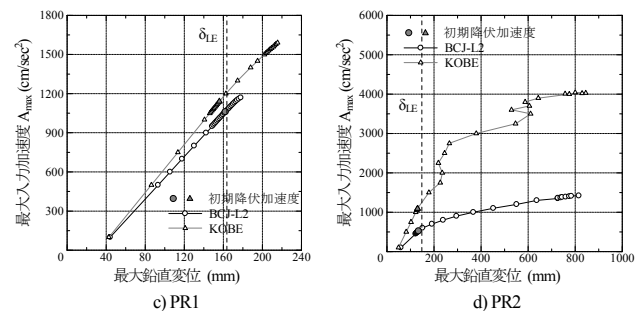 1800
1500
1200
900
600
300
0
0 40 80 120 160 200 240
最大入力加速度 Amax (cm/sec²)
最大鉛直変位 (mm)
δLE
初期降伏加速度
BCJ-L2
KOBE
c) PR1
6000
5000
4000
3000
2000
1000
0
0 200 400 600 800 1000
最大入力加速度 Amax (cm/sec²)
最大鉛直変位 (mm)
δLE
初期降伏加速度
BCJ-L2
KOBE
d) PR2